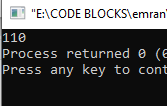 "E:\CODE BLOCKS\emran
110
Process returned 0 (0
Press any key to cont